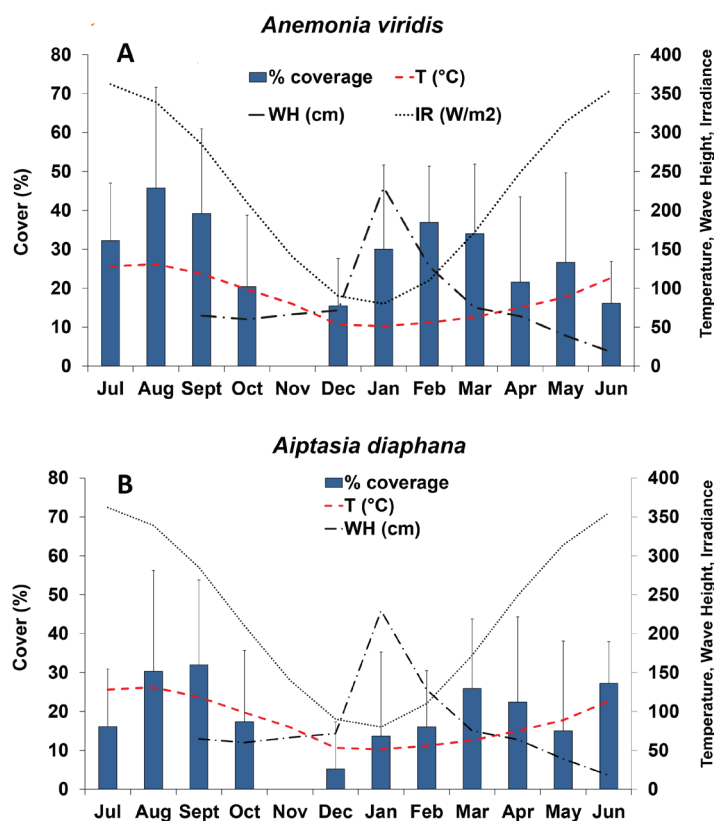 Anemonia viridis
A
% coverage
T (°C)
WH (cm)
IR (W/m2)
80
70
60
50
40
30
20
10
0
Cover (%)
400
350
300
250
200
150
100
50
0
Temperature, Wave Height, Irradiance
Jul Aug Sept Oct Nov Dec Jan Feb Mar Apr May Jun
Aiptasia diaphana
B
% coverage
T (°C)
WH (cm)
80
70
60
50
40
30
20
10
0
Cover (%)
400
350
300
250
200
150
100
50
0
Temperature, Wave Height, Irradiance
Jul Aug Sept Oct Nov Dec Jan Feb Mar Apr May Jun